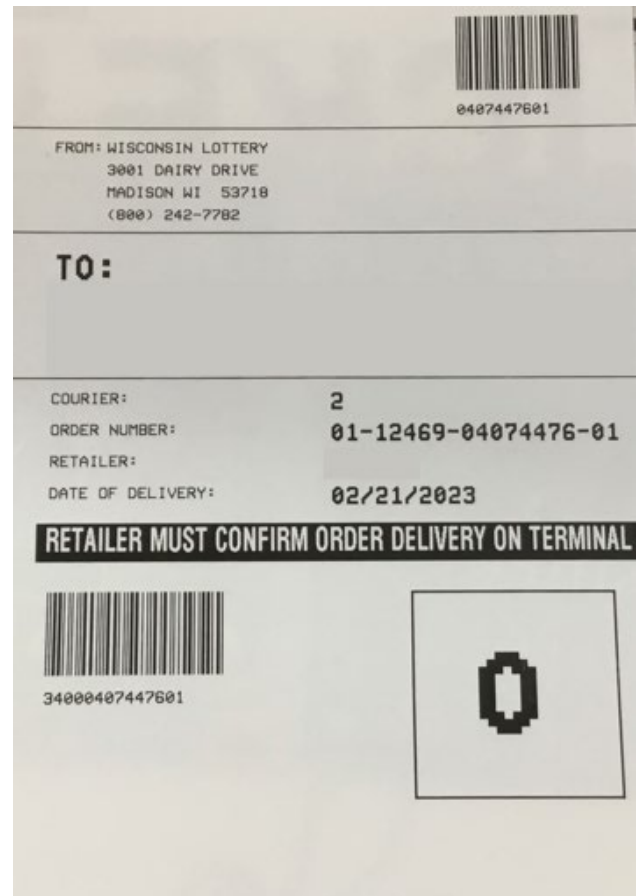 0407447601
FROM: WISCONSIN LOTTERY
3001 DAIRY DRIVE
MADISON WI 53718
(800) 242-7782
TO:
COURIER: 2
ORDER NUMBER: 01-12469-04074476-01
RETAILER:
DATE OF DELIVERY: 02/21/2023
RETAILER MUST CONFIRM ORDER DELIVERY ON TERMINAL
34000407447601
0